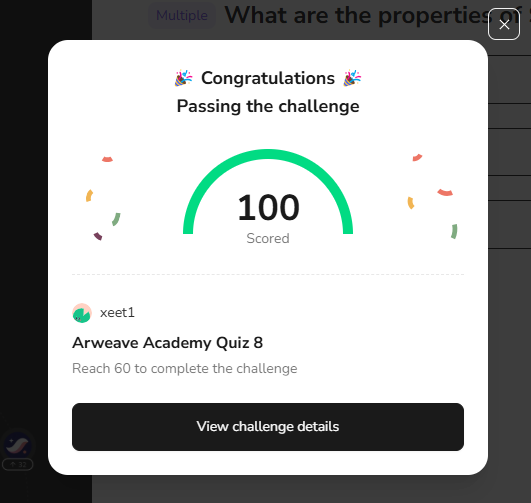 Multiple What are the properties of S
Congratulations
Passing the challenge
100
Scored
xeet1
Arweave Academy Quiz 8
Reach 60 to complete the challenge
View challenge details